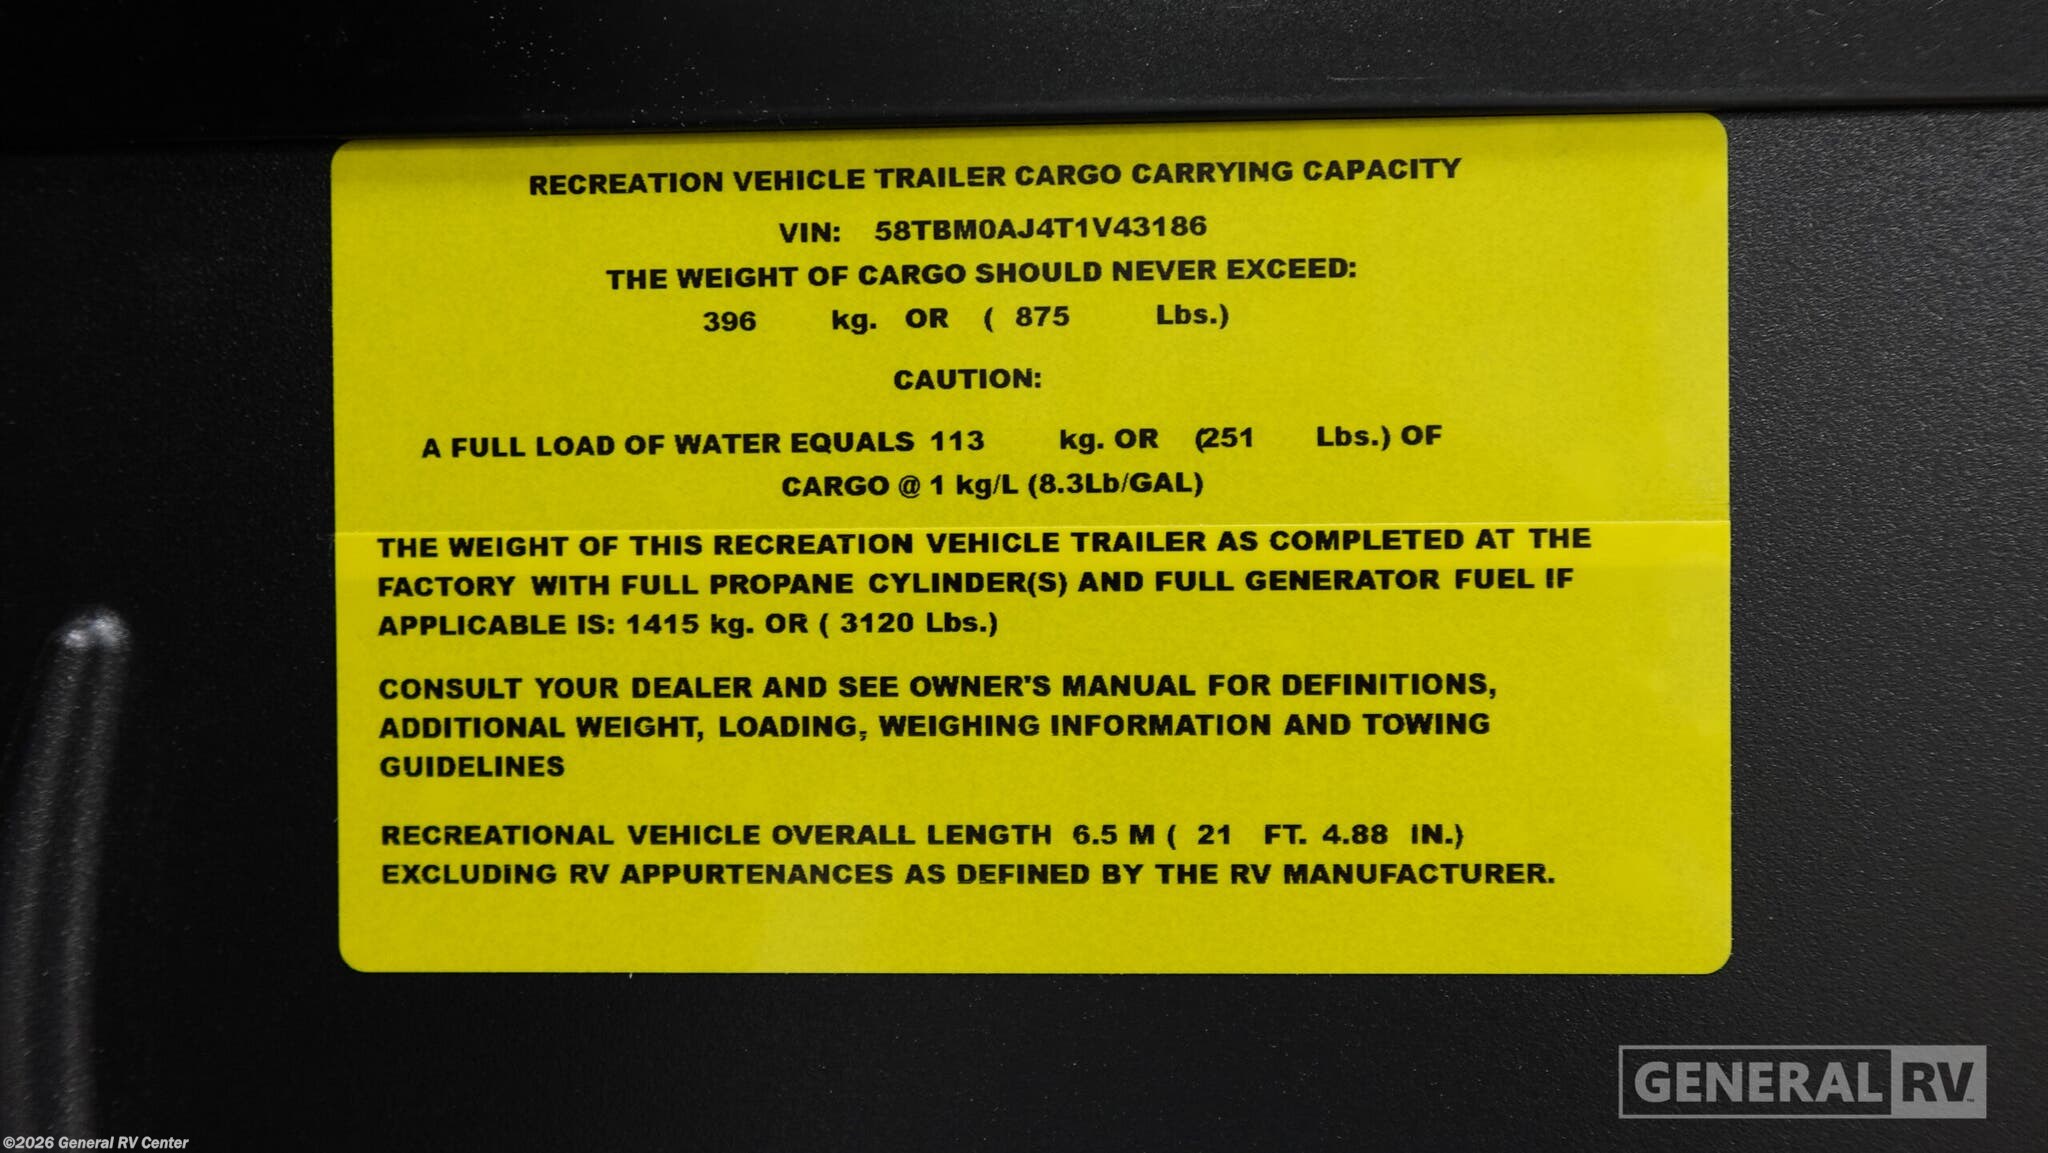 RECREATION VEHICLE TRAILER CARGO CARRYING CAPACITY
VIN: 58TBM0AJ4T1V43186
THE WEIGHT OF CARGO SHOULD NEVER EXCEED:
396 kg. OR ( 875 Lbs.)
CAUTION:
A FULL LOAD OF WATER EQUALS 113 kg. OR (251 Lbs.) OF
CARGO @ 1 kg/L (8.3Lb/GAL)
THE WEIGHT OF THIS RECREATION VEHICLE TRAILER AS COMPLETED AT THE
FACTORY WITH FULL PROPANE CYLINDER(S) AND FULL GENERATOR FUEL IF
APPLICABLE IS: 1415 kg. OR ( 3120 Lbs.)
CONSULT YOUR DEALER AND SEE OWNER'S MANUAL FOR DEFINITIONS,
ADDITIONAL WEIGHT, LOADING, WEIGHING INFORMATION AND TOWING
GUIDELINES
RECREATIONAL VEHICLE OVERALL LENGTH 6.5 M ( 21 FT. 4.88 IN.)
EXCLUDING RV APPURTENANCES AS DEFINED BY THE RV MANUFACTURER.
GENERAL RV
©2026 General RV Center